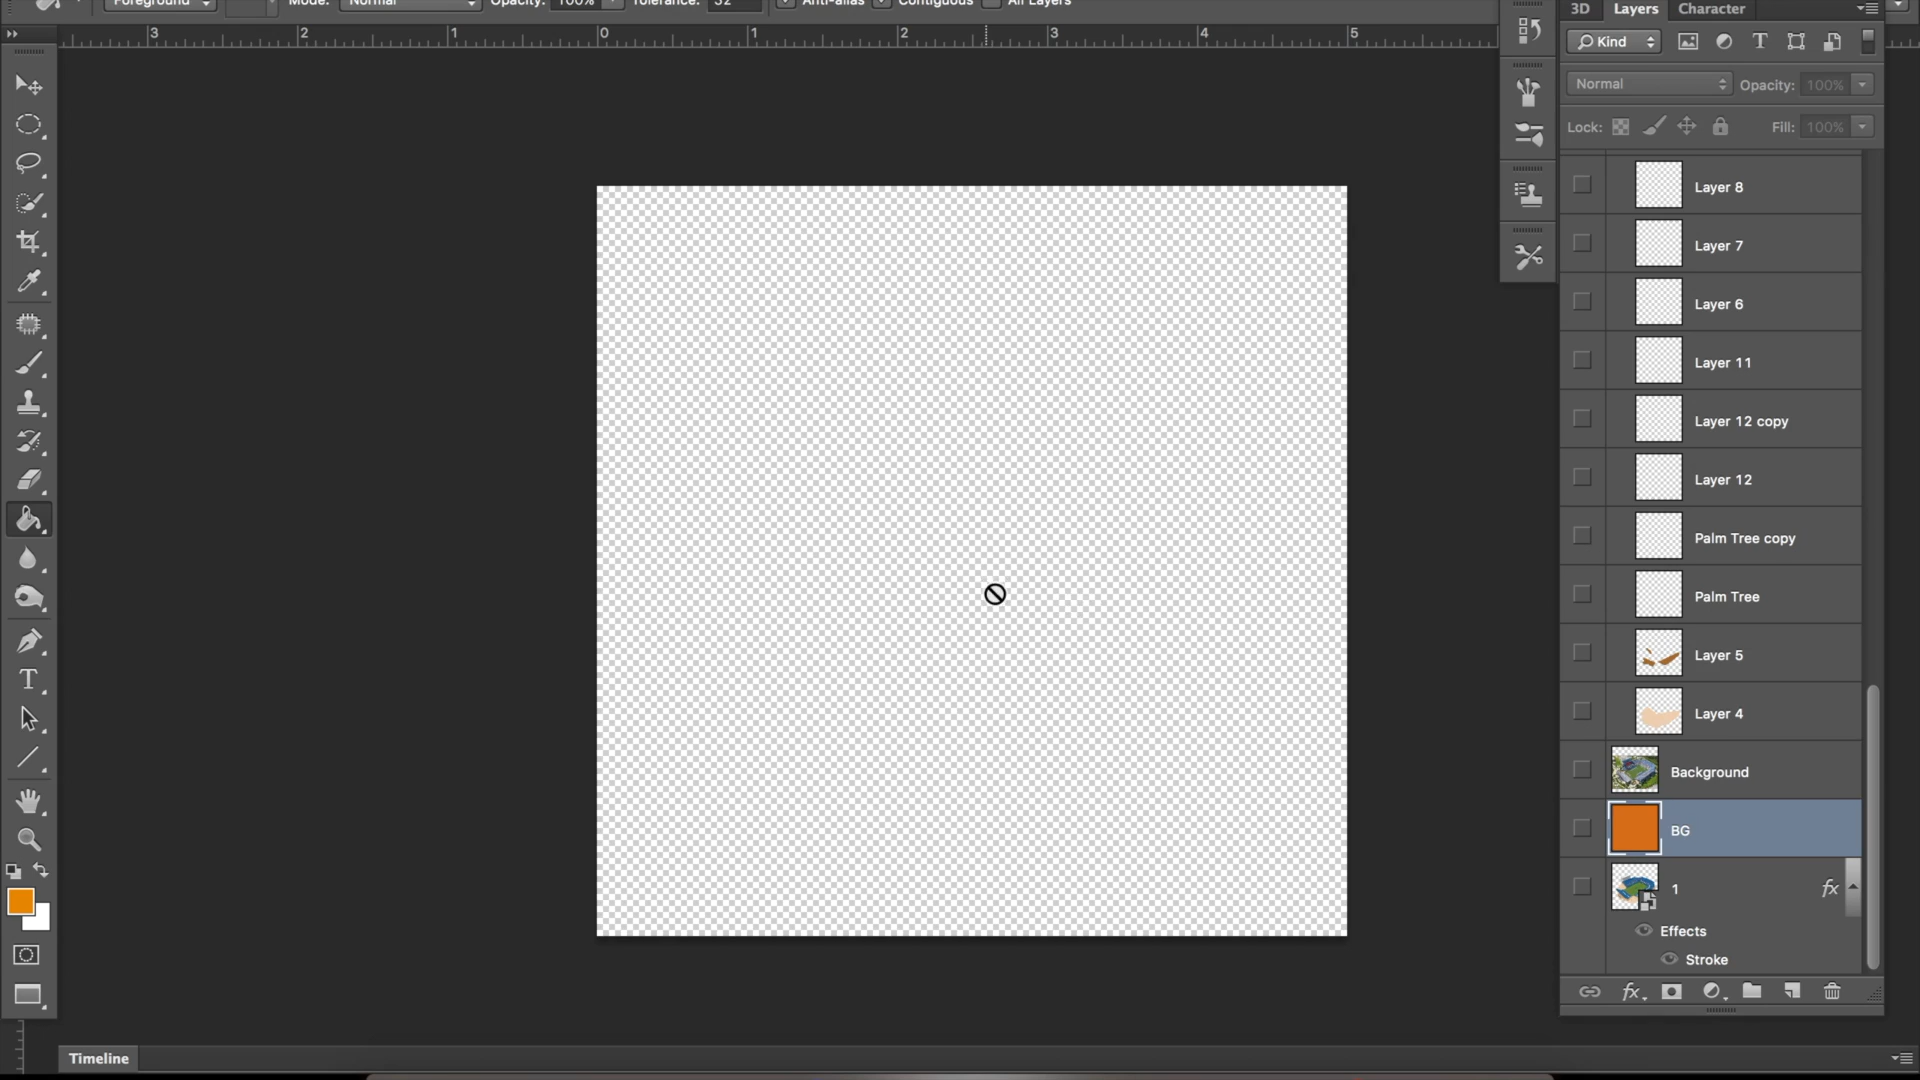 Foreground Mode: Normal Opacity: 100% Tolerance: 32 Anti-alias Contiguous All Layers
3 2 1 0 1 2 3 4 5
3D Layers Character
Kind
Normal Opacity: 100%
Lock: Fill: 100%
Layer 8
Layer 7
Layer 6
Layer 11
Layer 12 copy
Layer 12
Palm Tree copy
Palm Tree
Layer 5
Layer 4
Background
BG
1 fx
Effects
Stroke
fx
T
Timeline